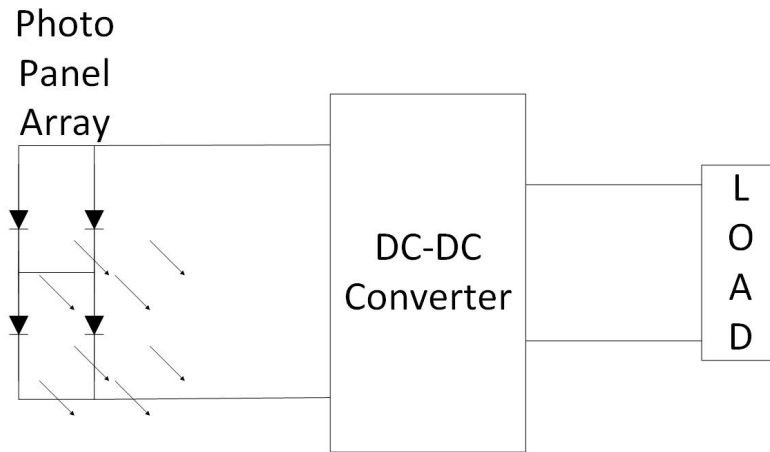 Photo
Panel
Array
DC-DC
Converter
L
O
A
D